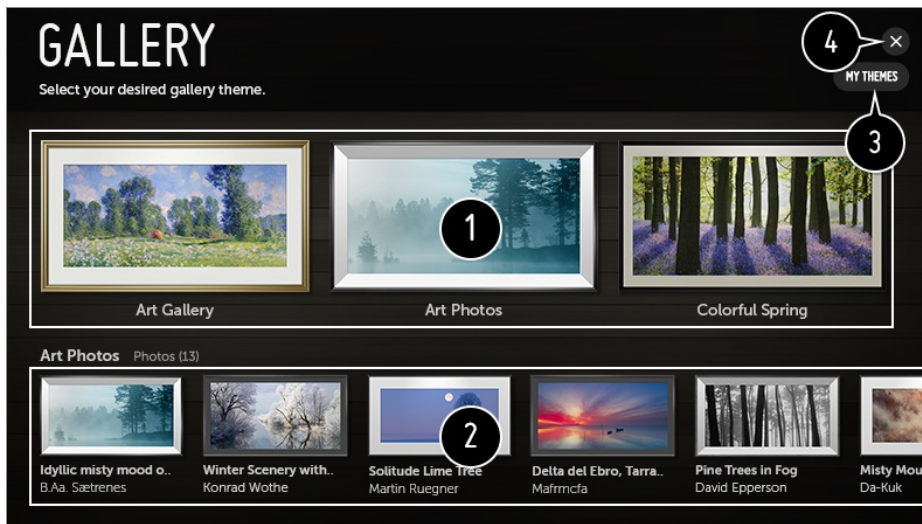 GALLERY
Select your desired gallery theme.
4
MY THEMES
3
1
Art Gallery
Art Photos
Colorful Spring
Art Photos Photos (13)
2
Idyllic misty mood o..
B.Aa. Sætrenes
Winter Scenery with..
Konrad Wothe
Solitude Lime Tree
Martin Ruegner
Delta del Ebro, Tarra..
Mafrmcfa
Pine Trees in Fog
David Epperson
Misty Mou
Da-Kuk